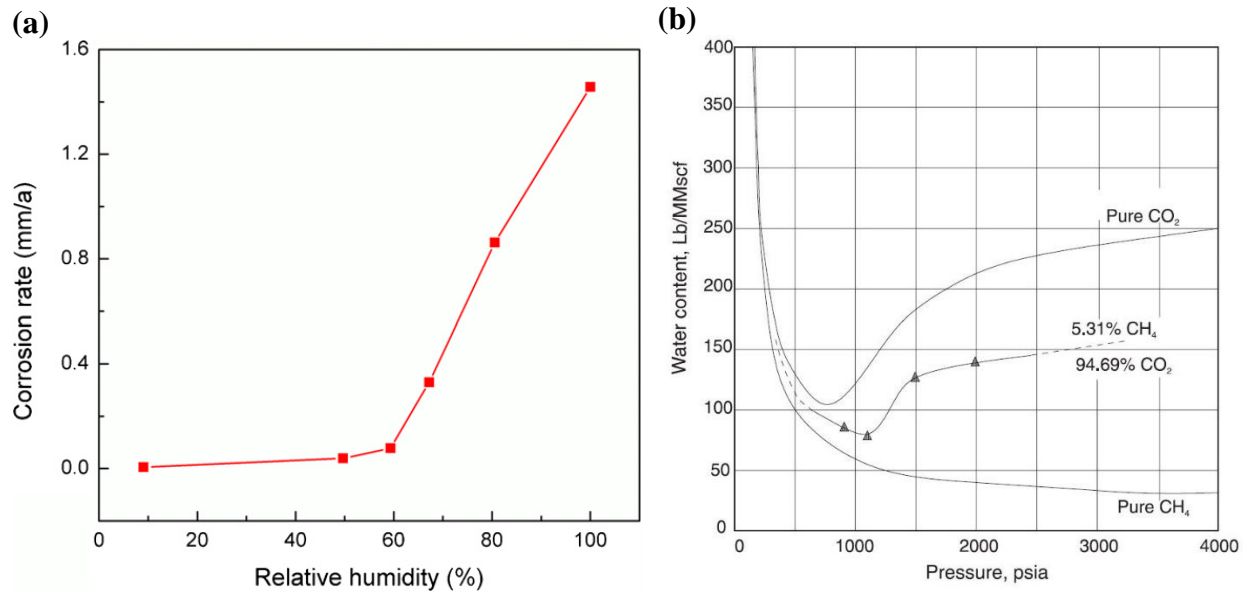 (a)
1.6
1.2
0.8
0.4
0.0
Corrosion rate (mm/a)
0 20 40 60 80 100
Relative humidity (%)
(b)
400
350
300
250
200
150
100
50
0
Water content, Lb/MMscf
Pure CO₂
5.31% CH₄
94.69% CO₂
Pure CH₄
0 1000 2000 3000 4000
Pressure, psia